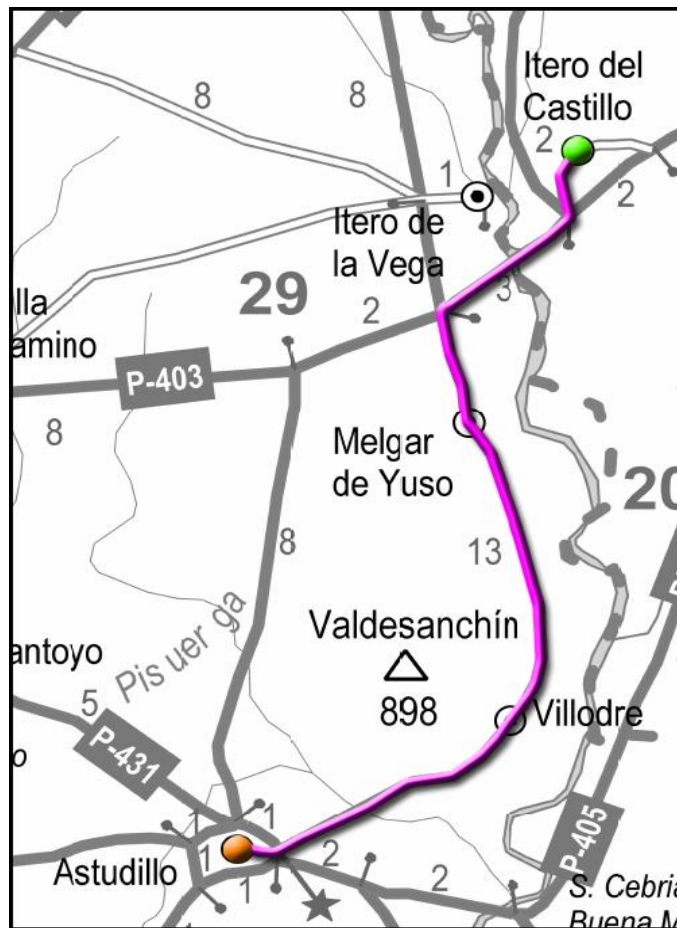 8
8
Itero del
Castillo
2
1
2
Itero de
la Vega
29
3
lla
2
amino
P-403
8
Melgar
de Yuso
20
8
13
Valdesanchín
antoyo
Pisuerga
898
5
Villodre
P-431
o
P-405
1
1
1
Astudillo
2
2
1
S. Cebria
Buena M
1